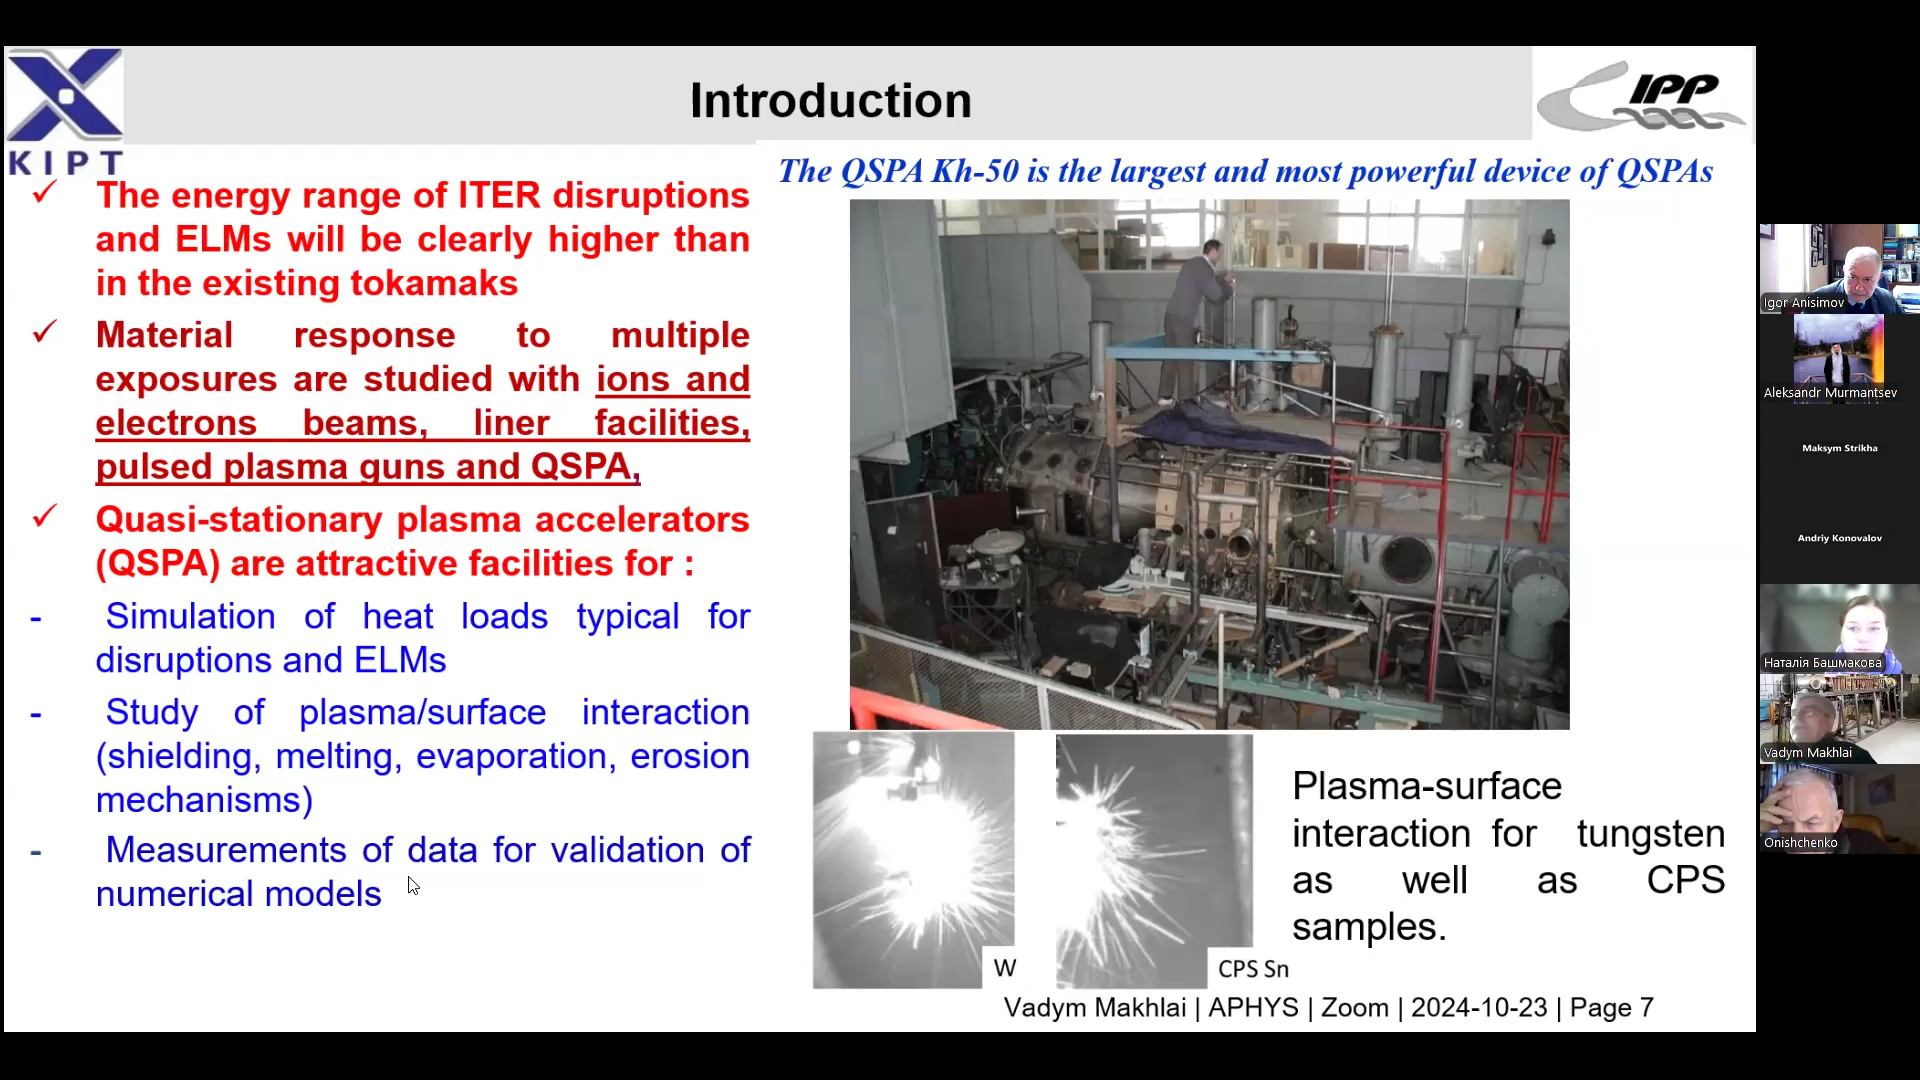 Introduction
KIPT
IPP
The energy range of ITER disruptions
and ELMs will be clearly higher than
in the existing tokamaks
Material response to multiple
exposures are studied with ions and
electrons beams, liner facilities,
pulsed plasma guns and QSPA,
Quasi-stationary plasma accelerators
(QSPA) are attractive facilities for :
- Simulation of heat loads typical for
disruptions and ELMs
- Study of plasma/surface interaction
(shielding, melting, evaporation, erosion
mechanisms)
- Measurements of data for validation of
numerical models
The QSPA Kh-50 is the largest and most powerful device of QSPAs
W
CPS Sn
Plasma-surface
interaction for tungsten
as well as CPS
samples.
Vadym Makhlai | APHYS | Zoom | 2024-10-23 | Page 7
Igor Anisimov
Aleksandr Murmantsev
Maksym Strikha
Andriy Konovalov
Наталія Башмакова
Vadym Makhlai
Onishchenko